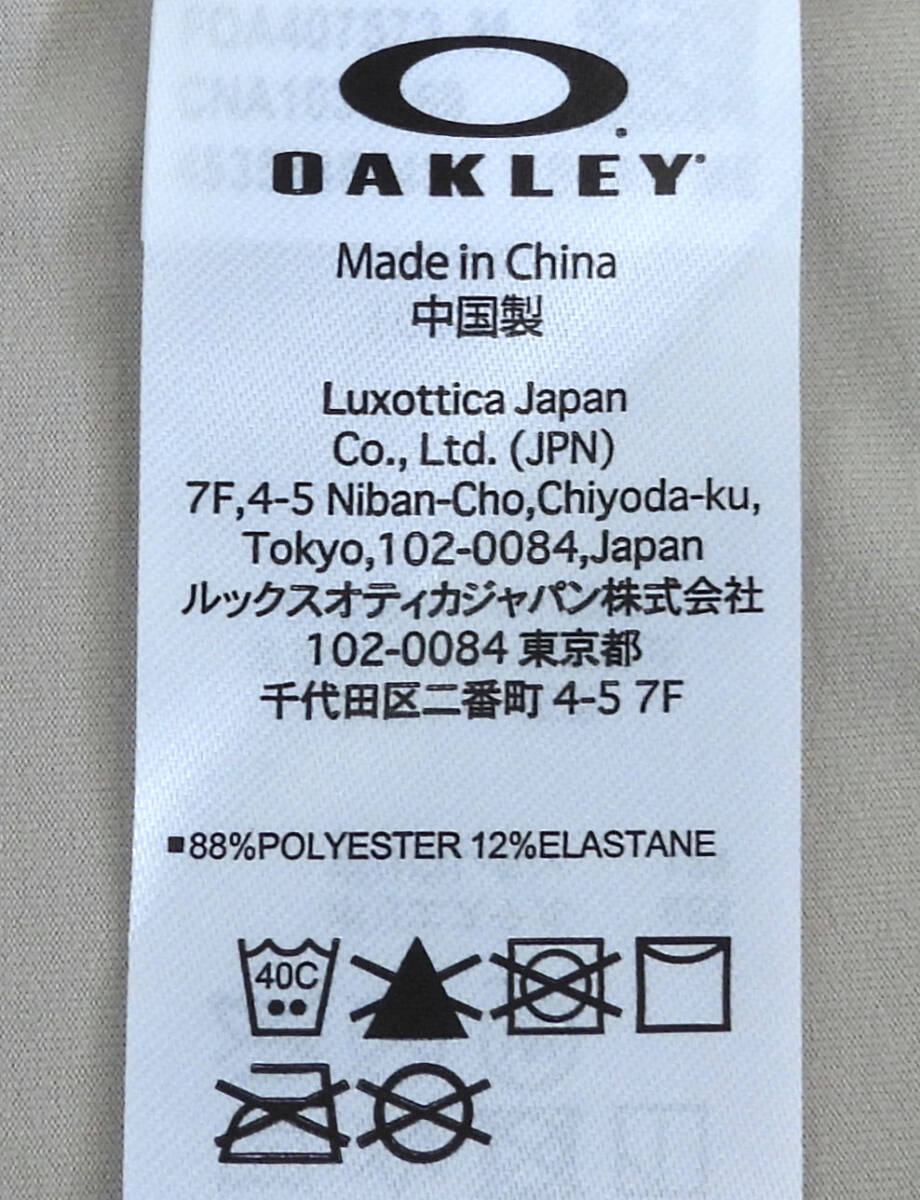 OAKLEY
Made in China
中国製
Luxottica Japan
Co., Ltd. (JPN)
7F,4-5 Niban-Cho,Chiyoda-ku,
Tokyo,102-0084,Japan
ルックスオティカジャパン株式会社
102-0084 東京都
千代田区二番町 4-5 7F
■88%POLYESTER 12%ELASTANE
40C